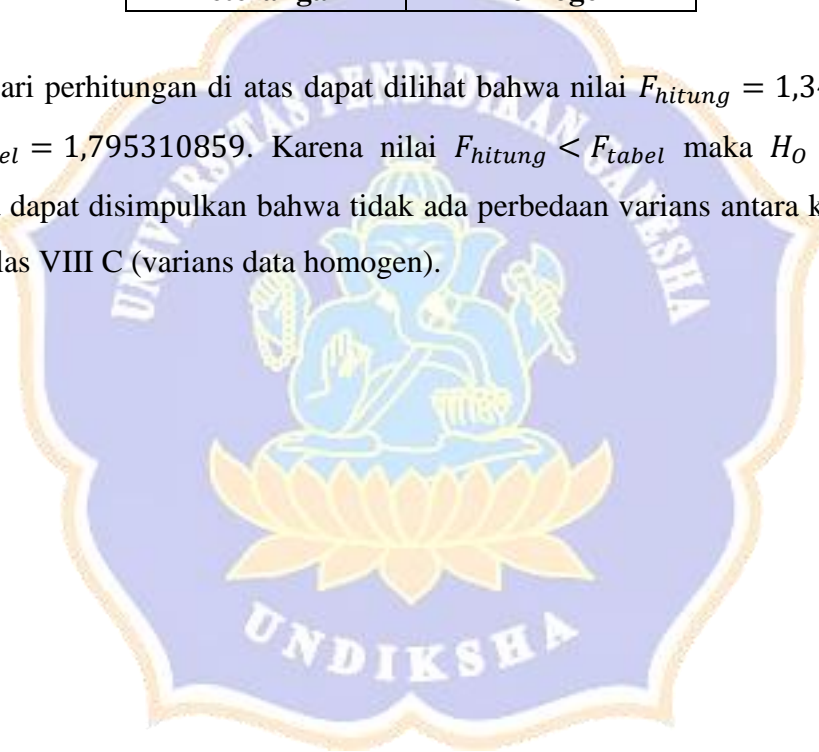 ari perhitungan di atas dapat dilihat bahwa nilai F_hitung = 1,34
el = 1,795310859. Karena nilai F_hitung < F_tabel maka H_O
dapat disimpulkan bahwa tidak ada perbedaan varians antara k
las VIII C (varians data homogen).
UNIVERSITAS PENDIDIKAN GANESHA
UNDIKSHA